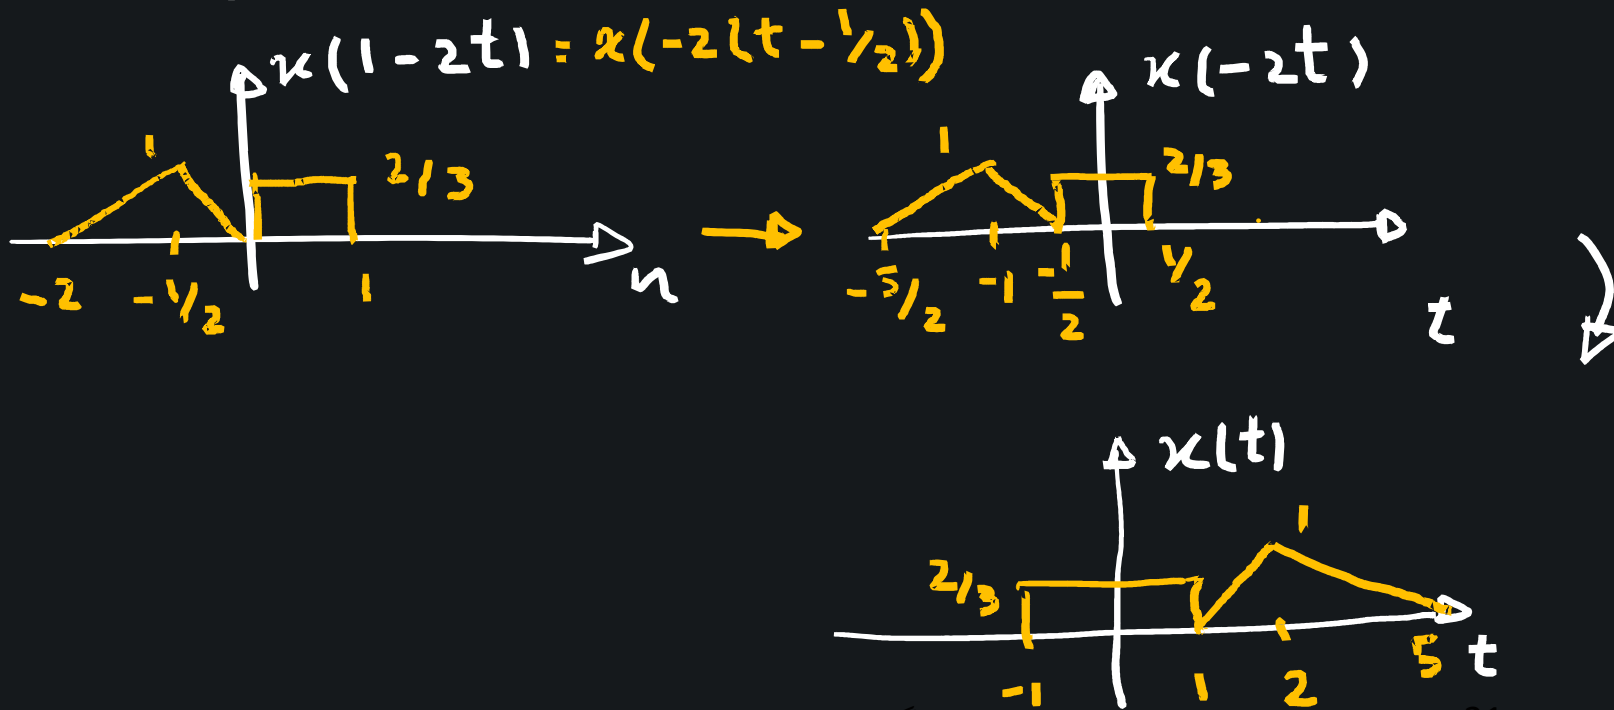 x(1-2t) = x(-2(t-1/2))
1
2/3
-2 -1/2 1 n
x(-2t)
1
2/3
-5/2 -1 -1/2 1/2 t
x(t)
1
2/3
-1 1 2 5 t